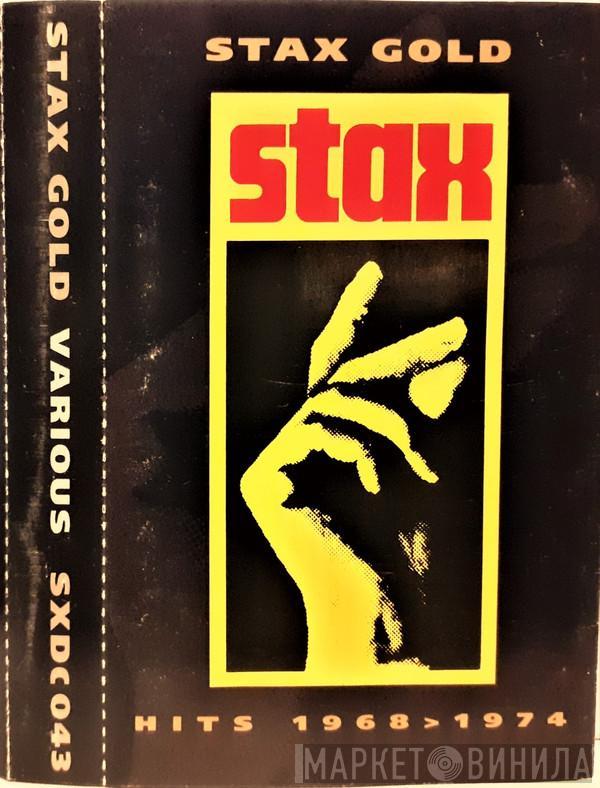 STAX GOLD VARIOUS SXDC043
STAX GOLD
stax
HITS 1968>1974
МАРКЕТ ВИНИЛА